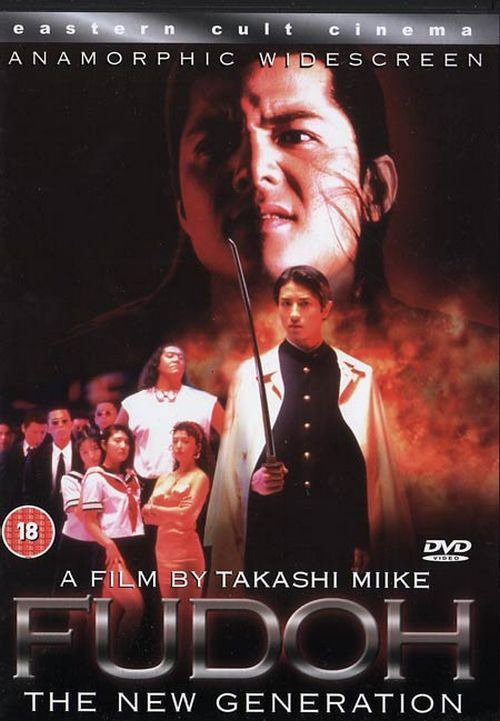 eastern cult cinema
ANAMORPHIC WIDESCREEN
18
DVD
VIDEO
A FILM BY TAKASHI MIIKE
FUDOH
THE NEW GENERATION